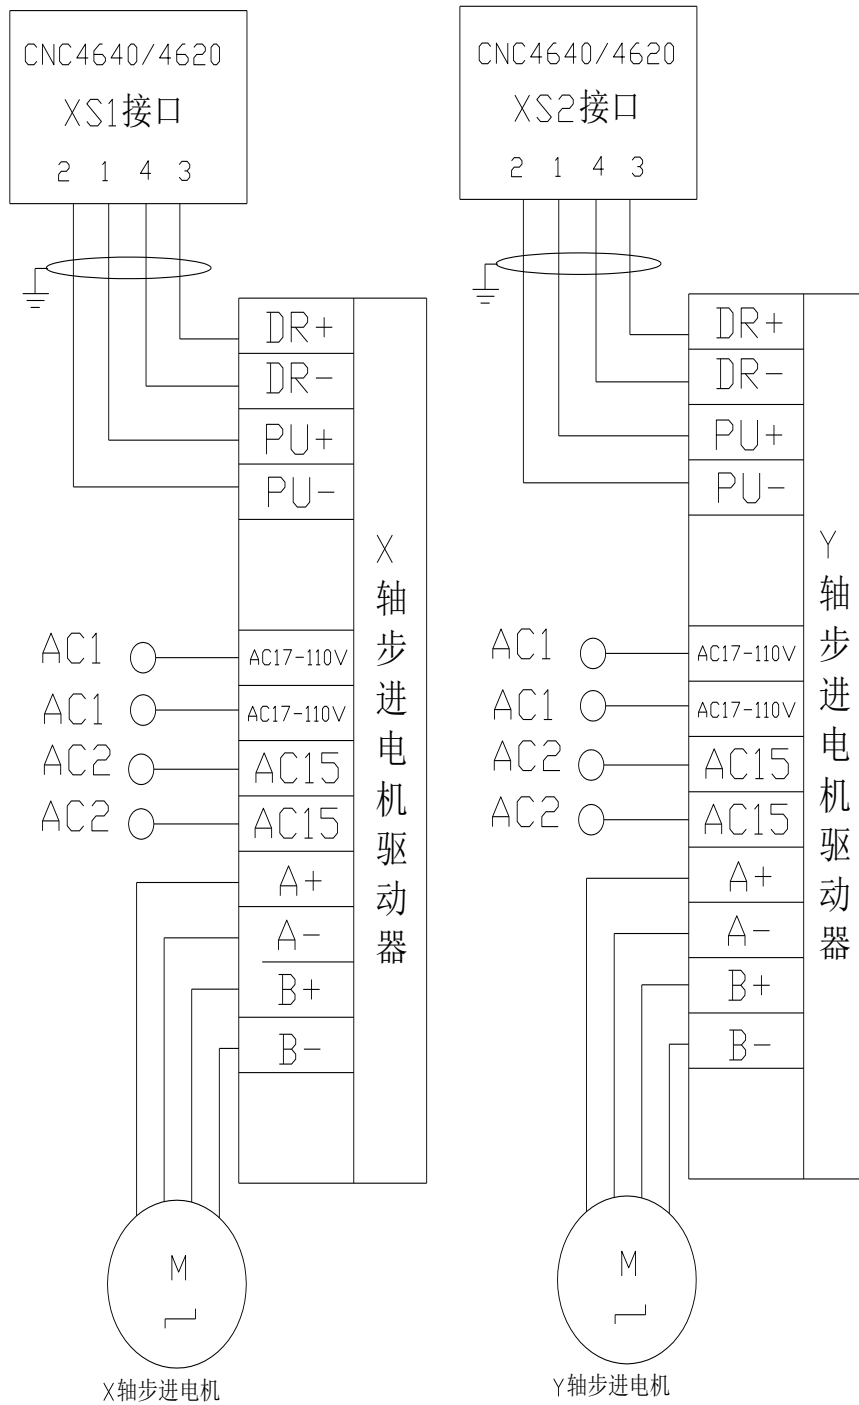 CNC4640/4620
XS1接口
2 1 4 3
DR+
DR-
PU+
PU-
AC1
AC17-110V
AC1
AC17-110V
AC2
AC15
AC2
AC15
A+
A-
B+
B-
X轴步进电机驱动器
M
X轴步进电机
CNC4640/4620
XS2接口
2 1 4 3
DR+
DR-
PU+
PU-
AC1
AC17-110V
AC1
AC17-110V
AC2
AC15
AC2
AC15
A+
A-
B+
B-
Y轴步进电机驱动器
M
Y轴步进电机